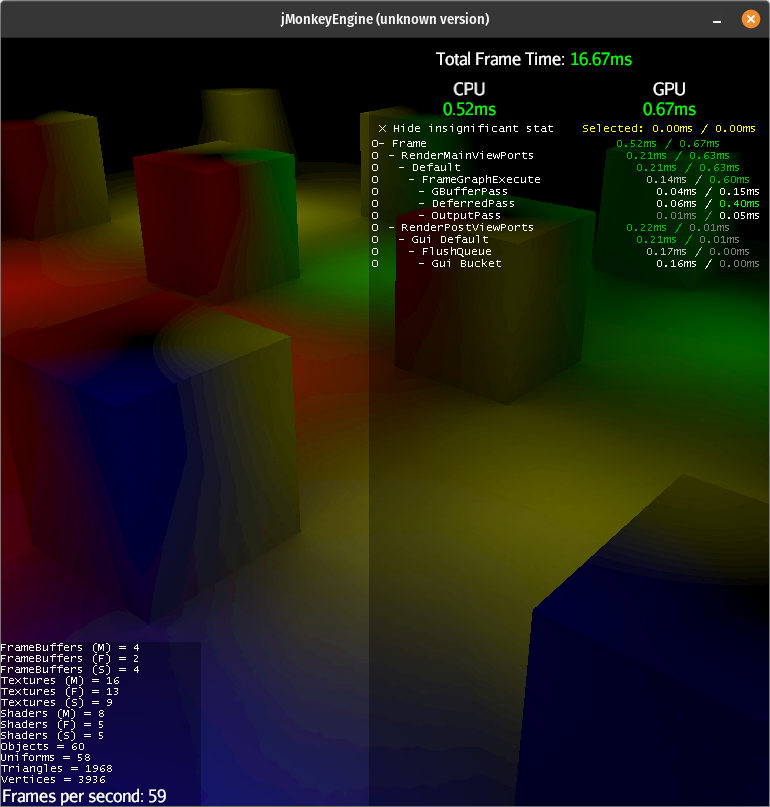 jMonkeyEngine (unknown version)
Total Frame Time: 16.67ms
CPU GPU
0.52ms 0.67ms
X Hide insignificant stat Selected: 0.00ms / 0.00ms
O- Frame 0.52ms / 0.67ms
O - RenderMainViewPorts 0.21ms / 0.63ms
O - Default 0.21ms / 0.63ms
O - FrameGraphExecute 0.14ms / 0.60ms
O - GBufferPass 0.04ms / 0.15ms
O - DeferredPass 0.06ms / 0.40ms
O - OutputPass 0.01ms / 0.05ms
O - RenderPostViewPorts 0.22ms / 0.01ms
O - Gui Default 0.21ms / 0.01ms
O - FlushQueue 0.17ms / 0.00ms
O - Gui Bucket 0.16ms / 0.00ms
FrameBuffers (M) = 4
FrameBuffers (F) = 2
FrameBuffers (S) = 4
Textures (M) = 16
Textures (F) = 13
Textures (S) = 9
Shaders (M) = 8
Shaders (F) = 5
Shaders (S) = 5
Objects = 60
Uniforms = 58
Triangles = 1968
Vertices = 3936
Frames per second: 59